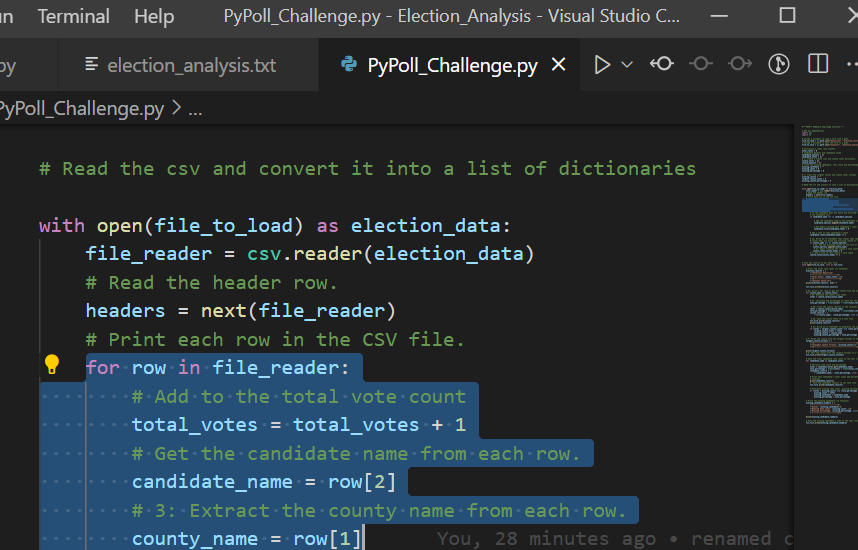 Terminal Help PyPoll_Challenge.py - Election_Analysis - Visual Studio C...
election_analysis.txt PyPoll_Challenge.py
PyPoll_Challenge.py > ...
# Read the csv and convert it into a list of dictionaries
with open(file_to_load) as election_data:
file_reader = csv.reader(election_data)
# Read the header row.
headers = next(file_reader)
# Print each row in the CSV file.
for row in file_reader:
# Add to the total vote count
total_votes = total_votes + 1
# Get the candidate name from each row.
candidate_name = row[2]
# 3: Extract the county name from each row.
county_name = row[1] You, 28 minutes ago • renamed c